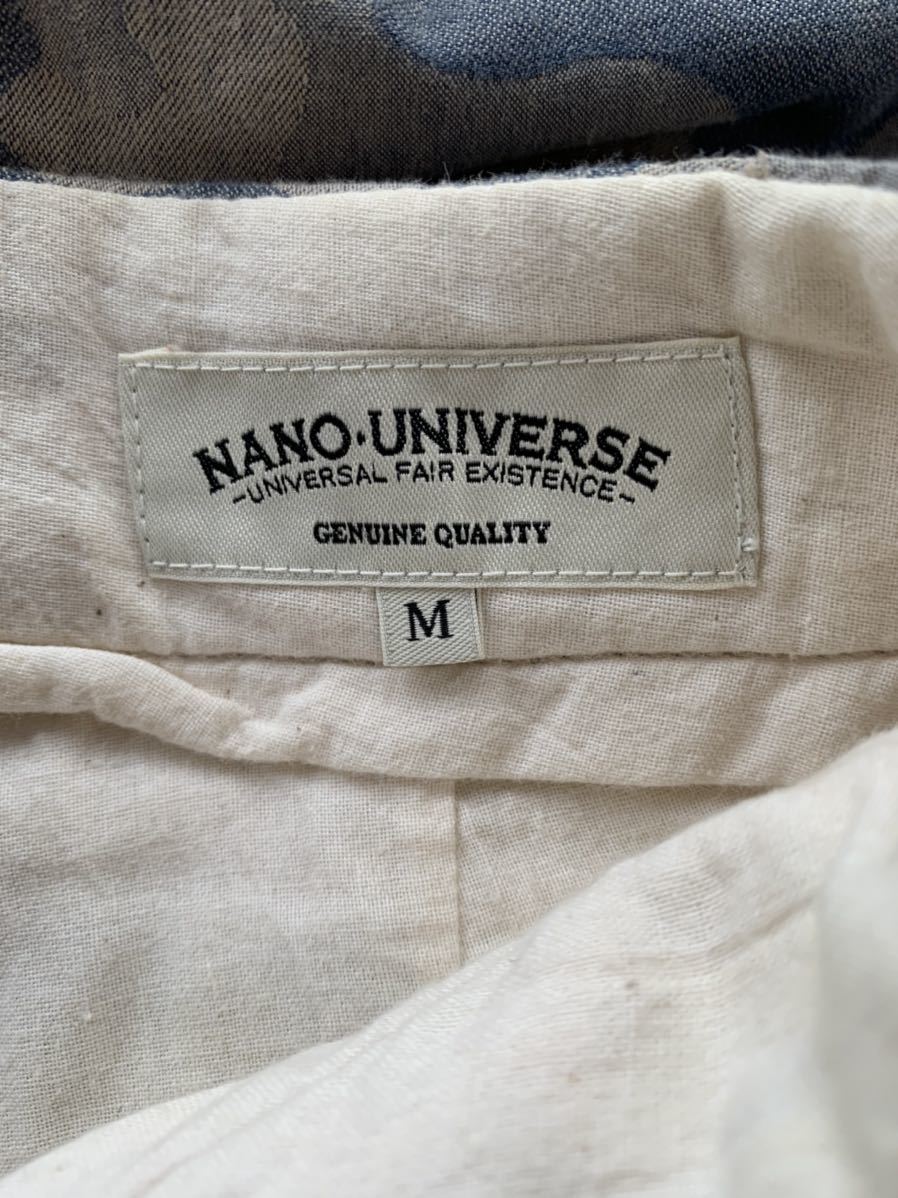 NANO·UNIVERSE
-UNIVERSAL FAIR EXISTENCE-
GENUINE QUALITY
M